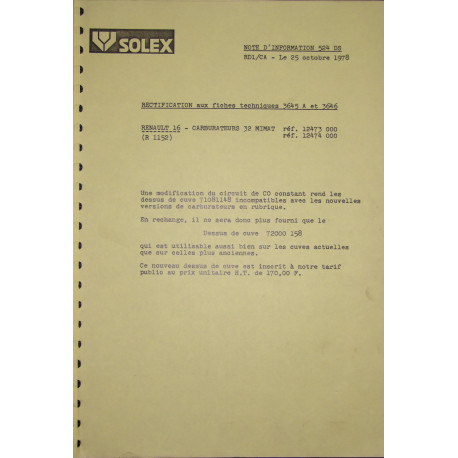 SOLEX
NOTE D'INFORMATION 524 DS
RD1/CA - Le 25 octobre 1978
RECTIFICATION aux fiches techniques 3645 A et 3646
RENAULT 16 - CARBURATEURS 32 MIMAT réf. 12473 000
(R 1152) réf. 12474 000
Une modification du circuit de CO constant rend les
dessus de cuve 71081148 incompatibles avec les nouvelles
versions de carburateurs en rubrique.
En rechange, il ne sera donc plus fourni que le
Dessus de cuve 72000 158
qui est utilisable aussi bien sur les cuves actuelles
que sur celles plus anciennes.
Ce nouveau dessus de cuve est inscrit à notre tarif
public au prix unitaire H.T. de 170,00 F.